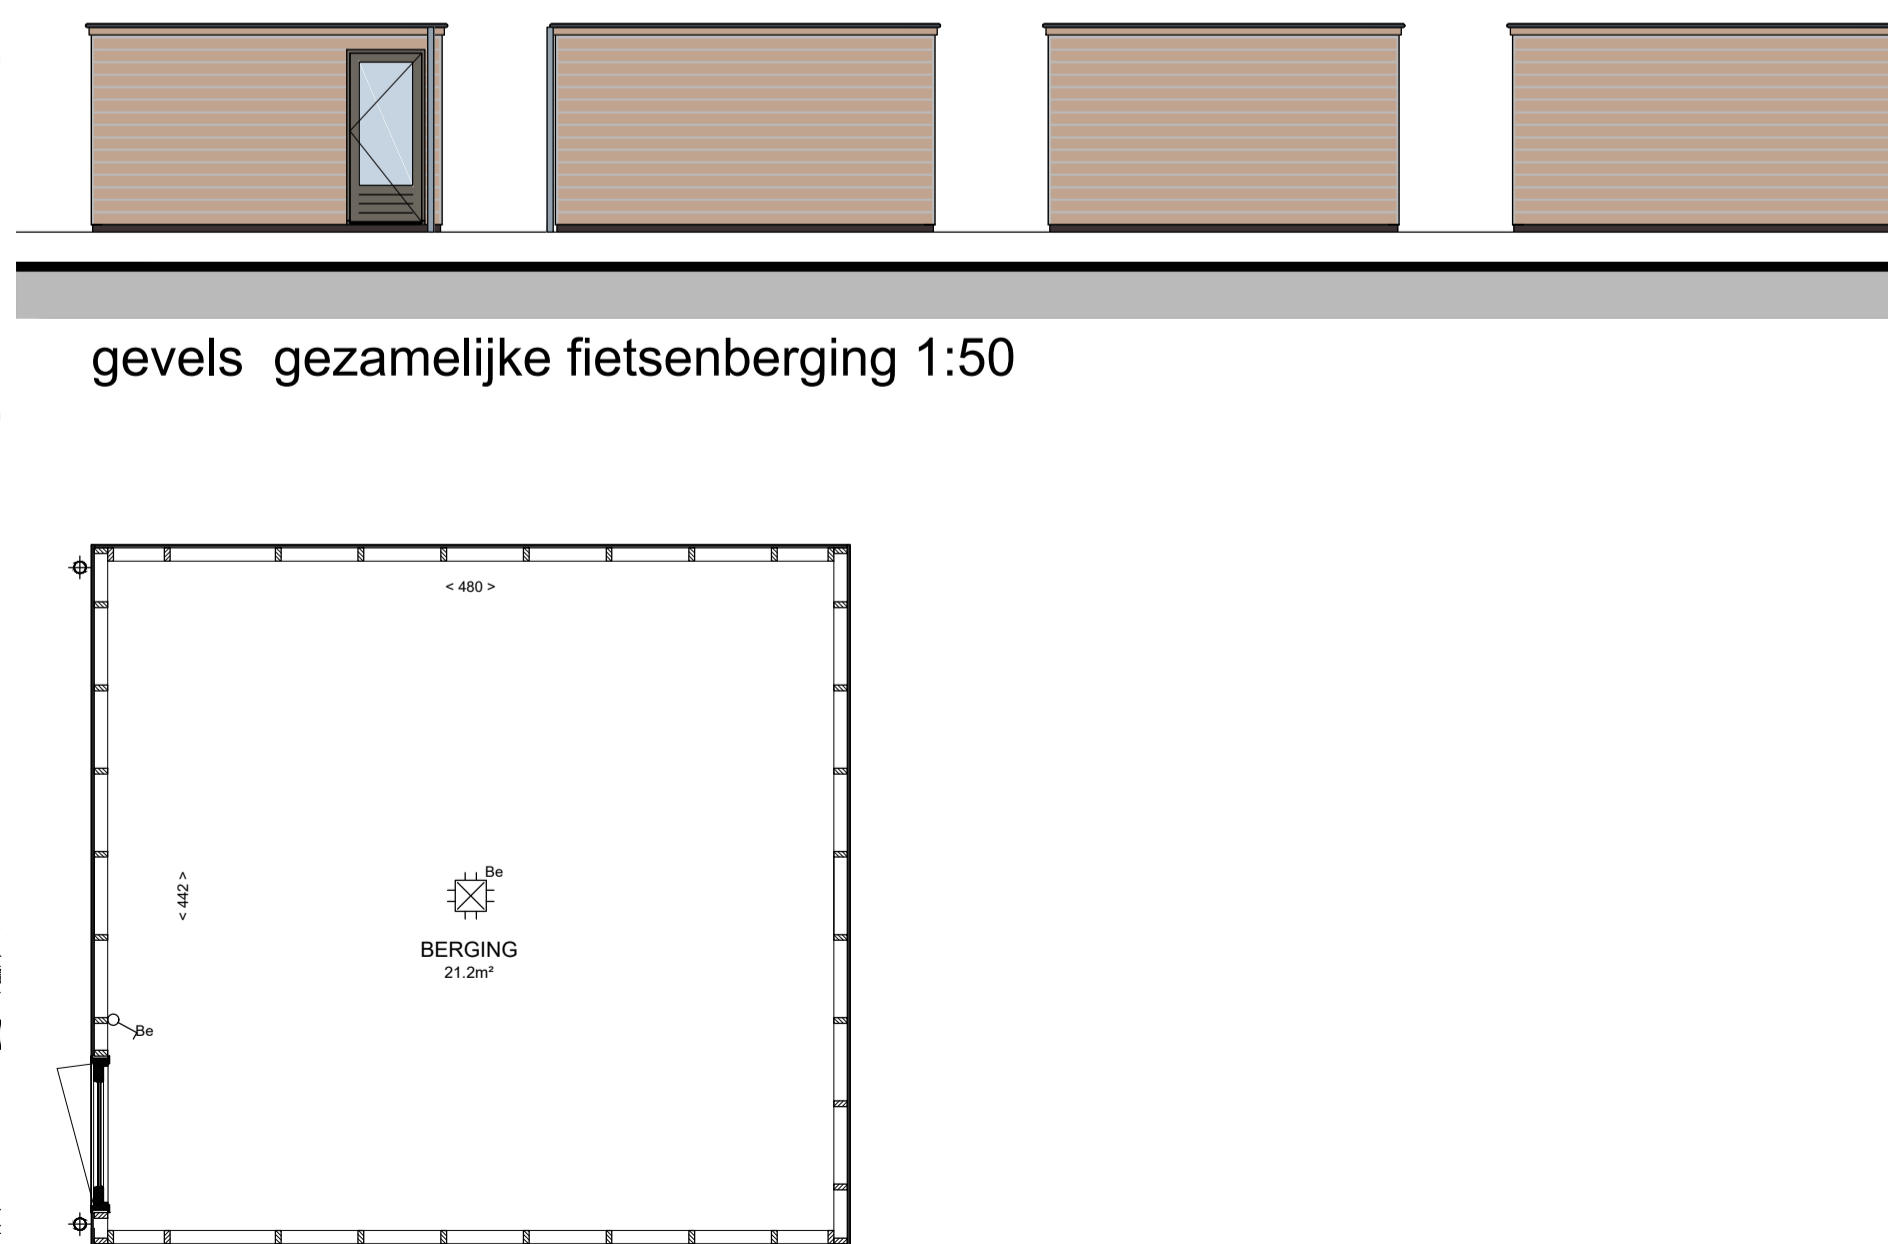 gevels gezamelijke fietsenberging 1:50
< 480 >
< 442 >
Be
BERGING
21.2m²
Be